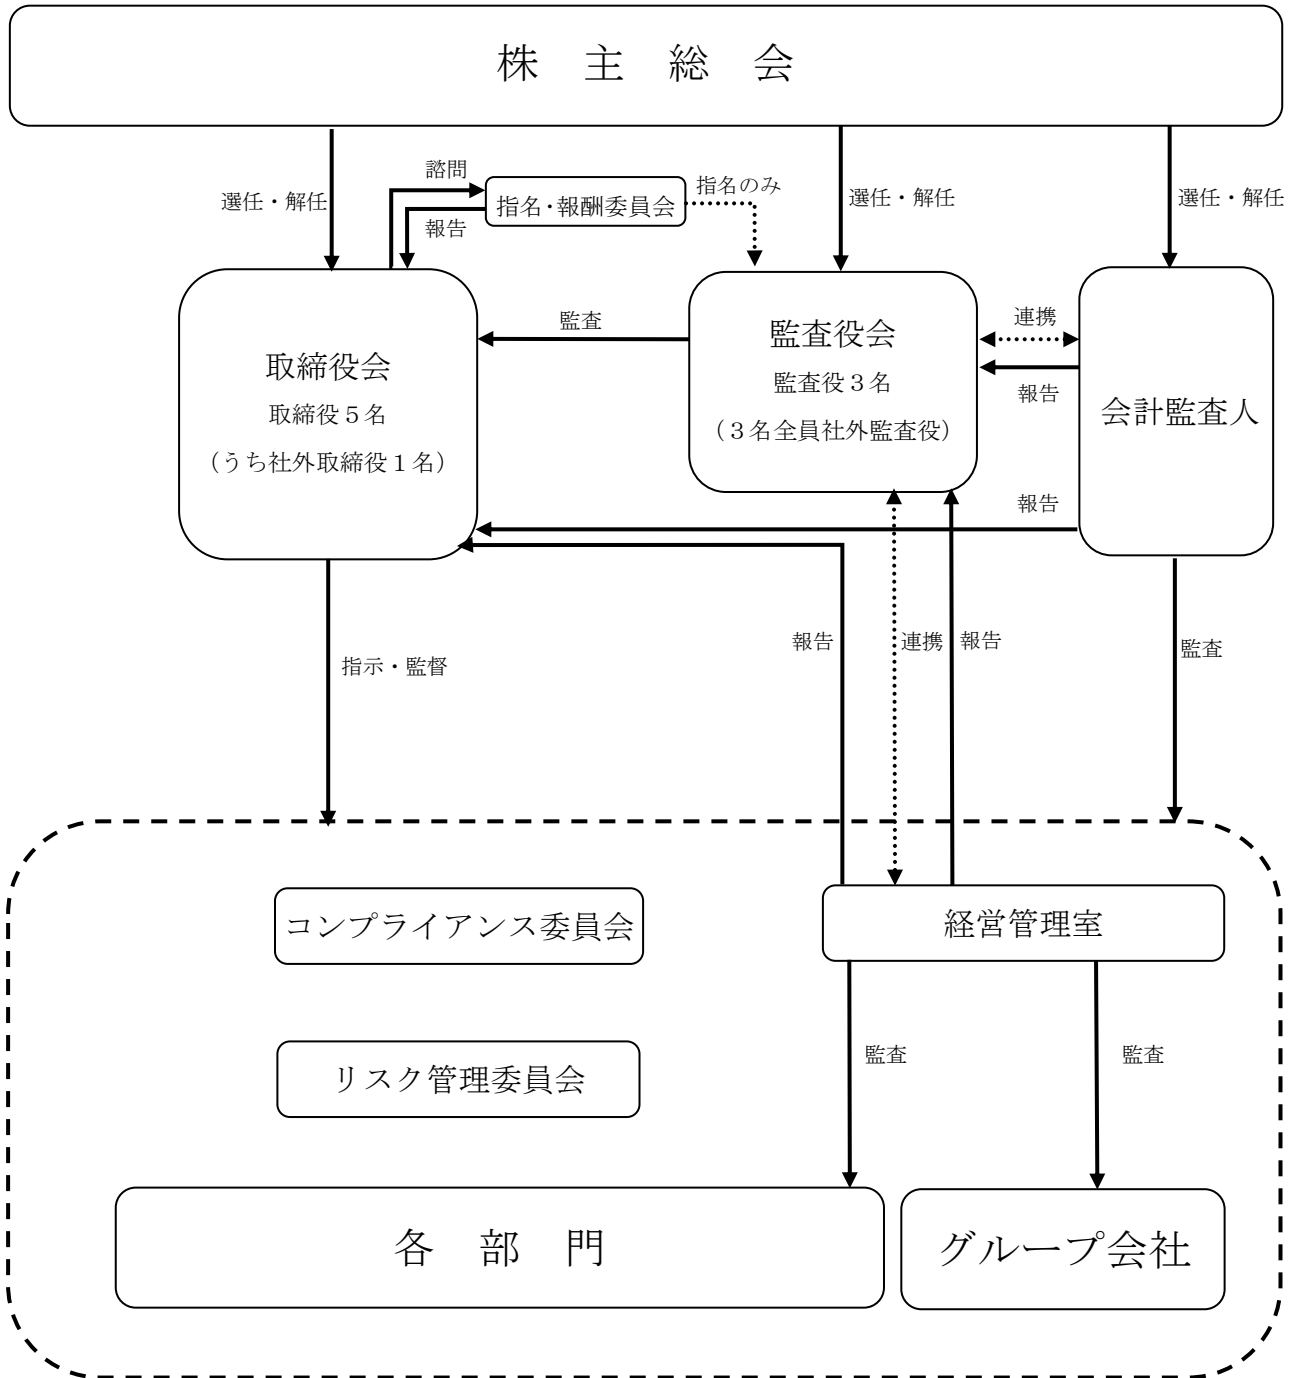 株　主　総　会
選任・解任
諮問
報告
指名・報酬委員会
指名のみ
選任・解任
選任・解任
取締役会
取締役５名
（うち社外取締役１名）
監査
監査役会
監査役３名
（３名全員社外監査役）
連携
報告
会計監査人
報告
指示・監督
報告
連携
報告
監査
コンプライアンス委員会
経営管理室
リスク管理委員会
監査
監査
各　部　門
グループ会社